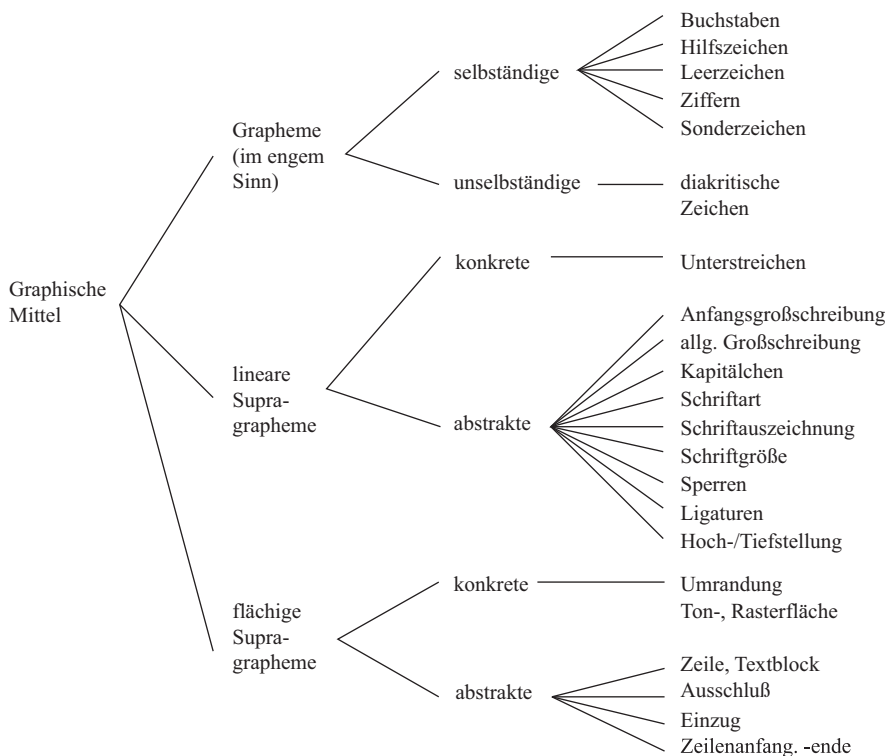 Graphische
Mittel
Grapheme
(im engem
Sinn)
selbständige
Buchstaben
Hilfszeichen
Leerzeichen
Ziffern
Sonderzeichen
unselbständige
diakritische
Zeichen
lineare
Supra-
grapheme
konkrete
Unterstreichen
abstrakte
Anfangsgroßschreibung
allg. Großschreibung
Kapitälchen
Schriftart
Schriftauszeichnung
Schriftgröße
Sperren
Ligaturen
Hoch-/Tiefstellung
flächige
Supra-
grapheme
konkrete
Umrandung
Ton-, Rasterfläche
abstrakte
Zeile, Textblock
Ausschluß
Einzug
Zeilenanfang. -ende